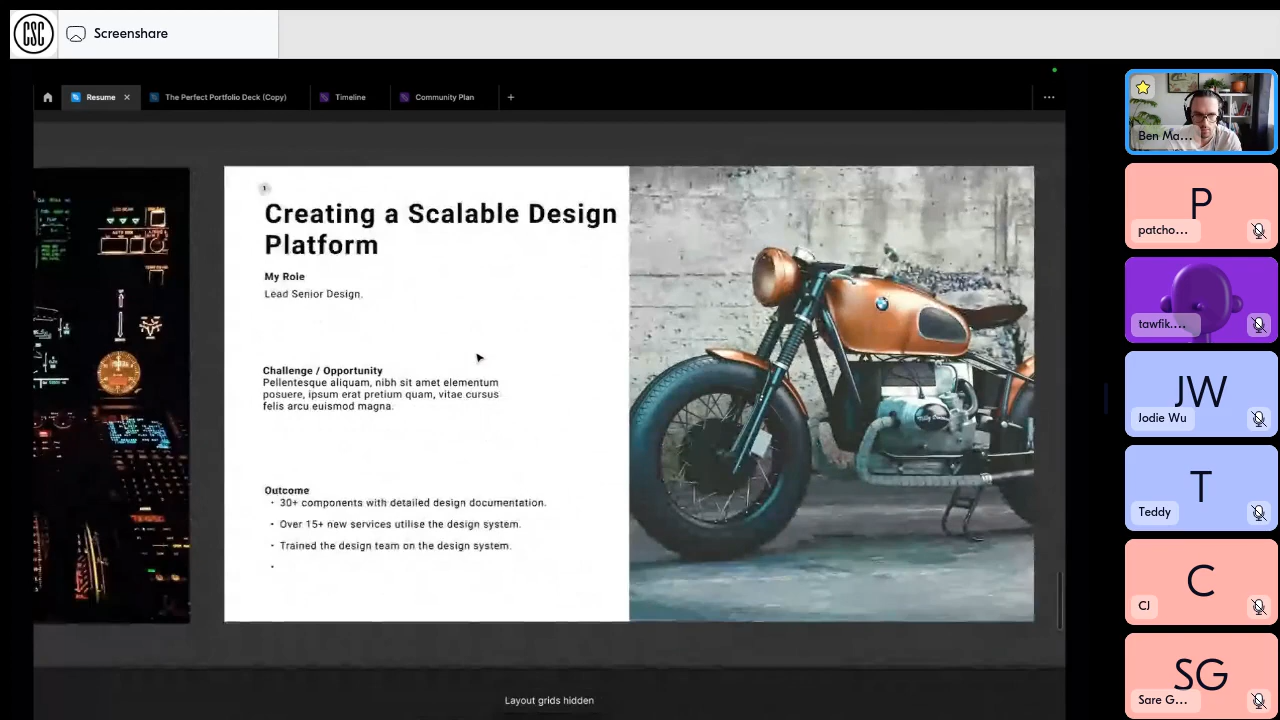 CSC
Screenshare
Resume
The Perfect Portfolio Deck (Copy)
Timeline
Community Plan
1
Creating a Scalable Design
Platform
My Role
Lead Senior Design.
Challenge / Opportunity
Pellentesque aliquam, nibh sit amet elementum
posuere, ipsum erat pretium quam, vitae cursus
felis arcu euismod magna.
Outcome
· 30+ components with detailed design documentation.
· Over 15+ new services utilise the design system.
· Trained the design team on the design system.
·
Layout grids hidden
Ben Ma...
P
patcho...
tawfik....
JW
Jodie Wu
T
Teddy
C
CJ
SG
Sare G...